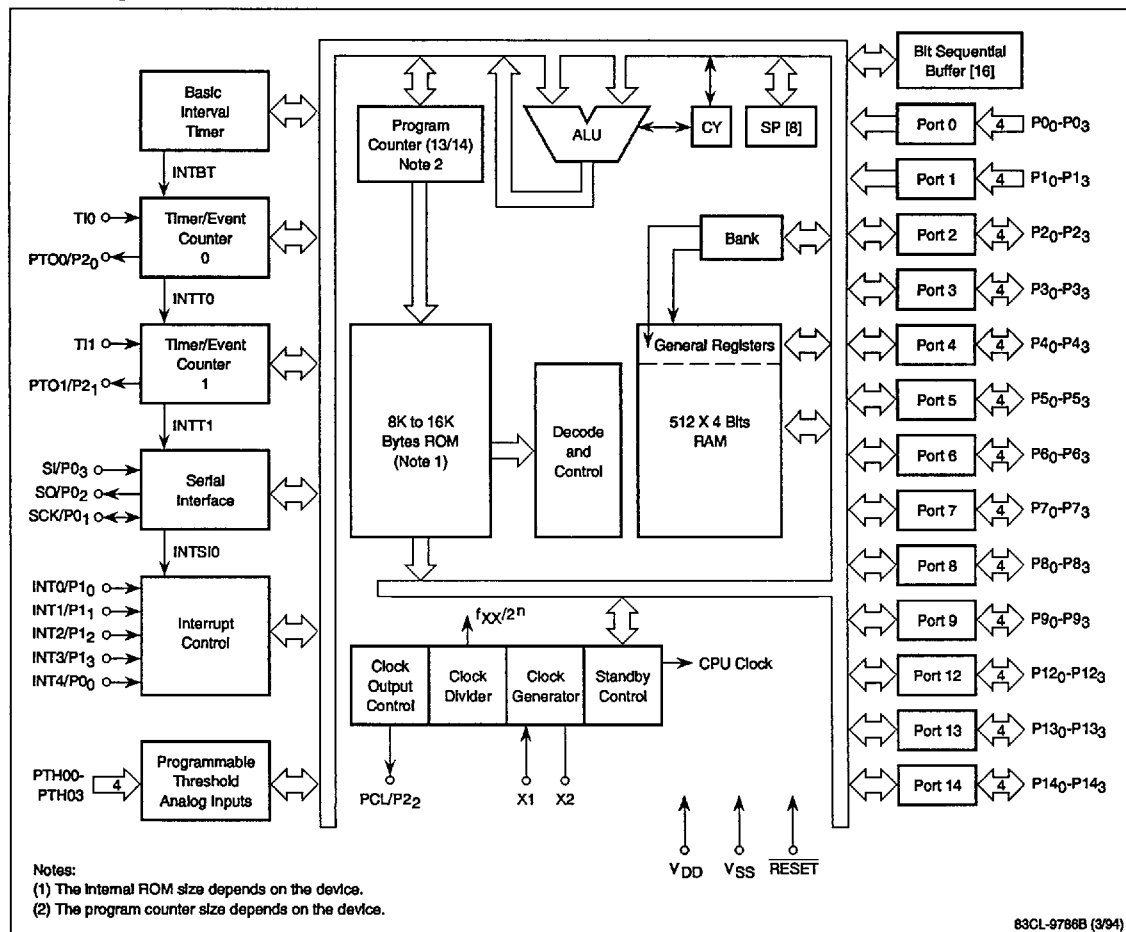 Basic
Interval
Timer
INTBT
TI0
PTO0/P20
Timer/Event
Counter
0
INTT0
TI1
PTO1/P21
Timer/Event
Counter
1
INTT1
SI/P03
SO/P02
SCK/P01
Serial
Interface
INTSI0
INT0/P10
INT1/P11
INT2/P12
INT3/P13
INT4/P00
Interrupt
Control
PTH00-
PTH03
4
Programmable
Threshold
Analog Inputs
Program
Counter (13/14)
Note 2
ALU
CY
SP [8]
Bank
8K to 16K
Bytes ROM
(Note 1)
Decode
and
Control
General Registers
512 X 4 Bits
RAM
fXX/2n
Clock
Output
Control
Clock
Divider
Clock
Generator
Standby
Control
CPU Clock
PCL/P22
X1
X2
VDD
VSS
RESET
Bit Sequential
Buffer [16]
Port 0 4 P00-P03
Port 1 4 P10-P13
Port 2 4 P20-P23
Port 3 4 P30-P33
Port 4 4 P40-P43
Port 5 4 P50-P53
Port 6 4 P60-P63
Port 7 4 P70-P73
Port 8 4 P80-P83
Port 9 4 P90-P93
Port 12 4 P120-P123
Port 13 4 P130-P133
Port 14 4 P140-P143
Notes:
(1) The internal ROM size depends on the device.
(2) The program counter size depends on the device.
83CL-9786B (3/94)